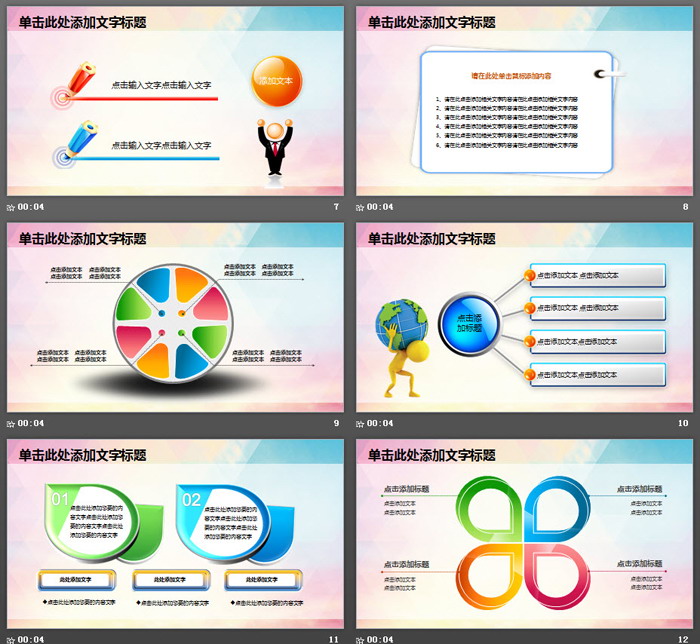 单击此处添加文字标题
点击输入文字点击输入文字
添加文本
点击输入文字点击输入文字
00:04
7
单击此处添加文字标题
请在此处单击鼠标添加内容
1、请在此点击添加相关文字内容请在此点击添加相关文字内容
2、请在此点击添加相关文字内容请在此点击添加相关文字内容
3、请在此点击添加相关文字内容请在此点击添加相关文字内容
4、请在此点击添加相关文字内容请在此点击添加相关文字内容
5、请在此点击添加相关文字内容请在此点击添加相关文字内容
6、请在此点击添加相关文字内容请在此点击添加相关文字内容
00:04
8
单击此处添加文字标题
点击添加文本 点击添加文本
点击添加文本 点击添加文本
点击添加文本 点击添加文本
点击添加文本 点击添加文本
点击添加文本 点击添加文本
点击添加文本 点击添加文本
点击添加文本 点击添加文本
点击添加文本 点击添加文本
00:04
9
单击此处添加文字标题
点击添
加标题
点击添加文本 点击添加文本
点击添加文本 点击添加文本
点击添加文本 点击添加文本
点击添加文本 点击添加文本
00:04
10
单击此处添加文字标题
01
点击此处添加您要的内
容文字点击此处添加您
要的内容文字点击此处
添加您要的内容文字
02
点击此处添加您要的内
容文字点击此处添加您
要的内容文字点击此处
添加您要的内容文字
此处添加文字
此处添加文字
此处添加文字
◆点击此处添加您要的内容文字
◆点击此处添加您要的内容文字
◆点击此处添加您要的内容文字
00:04
11
单击此处添加文字标题
点击添加标题
点击添加文本
点击添加文本
点击添加标题
点击添加文本
点击添加文本
点击添加标题
点击添加文本
点击添加文本
点击添加标题
点击添加文本
点击添加文本
00:04
12